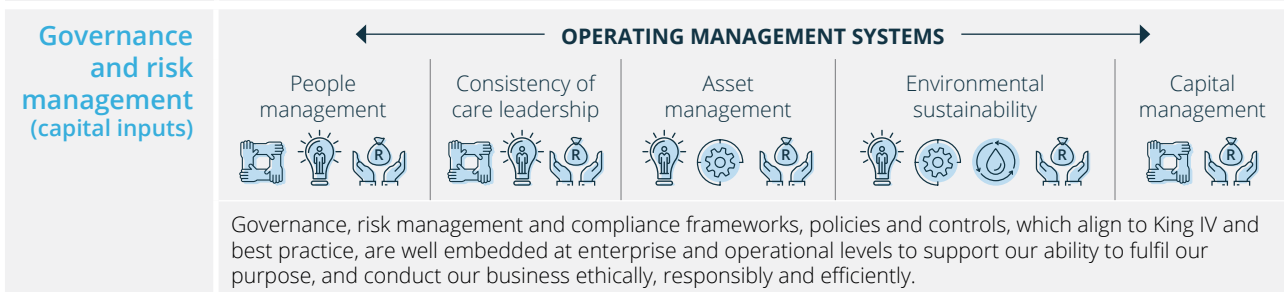 Governance
and risk
management
(capital inputs)
OPERATING MANAGEMENT SYSTEMS
People
management
Consistency of
care leadership
Asset
management
Environmental
sustainability
Capital
management
R
R
R
R
R
Governance, risk management and compliance frameworks, policies and controls, which align to King IV and
best practice, are well embedded at enterprise and operational levels to support our ability to fulfil our
purpose, and conduct our business ethically, responsibly and efficiently.